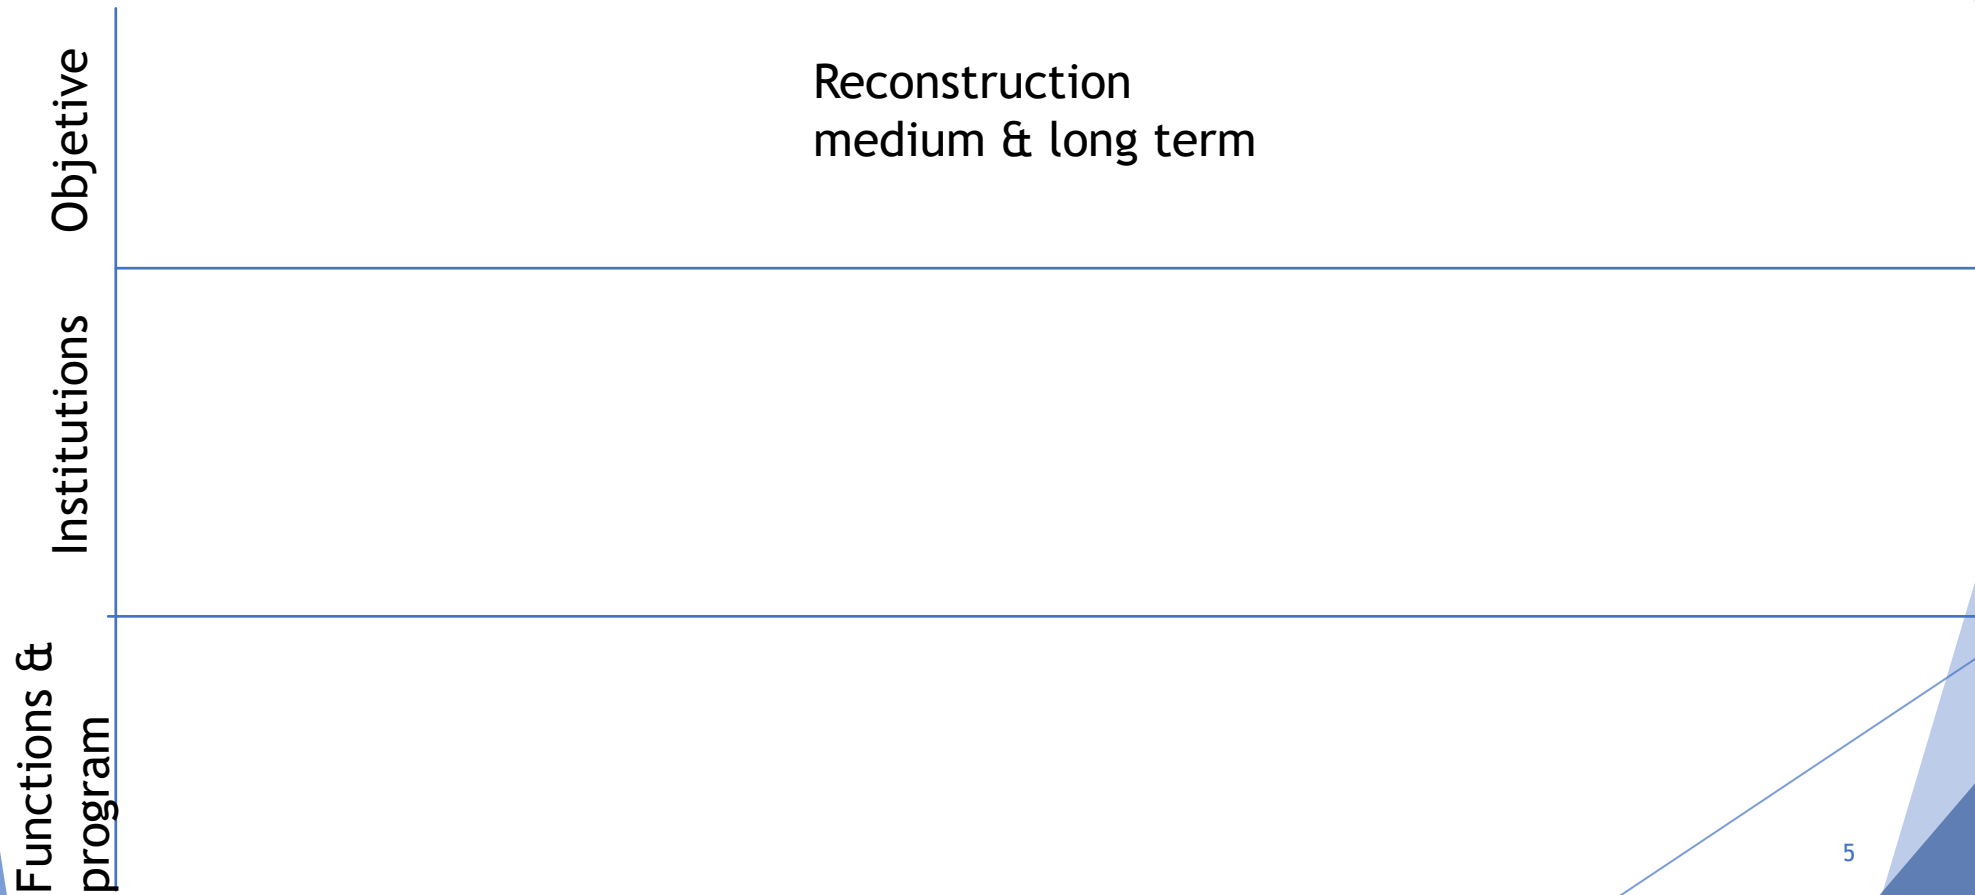 Objetive
Reconstruction
medium & long term
Institutions
Functions &
program
5